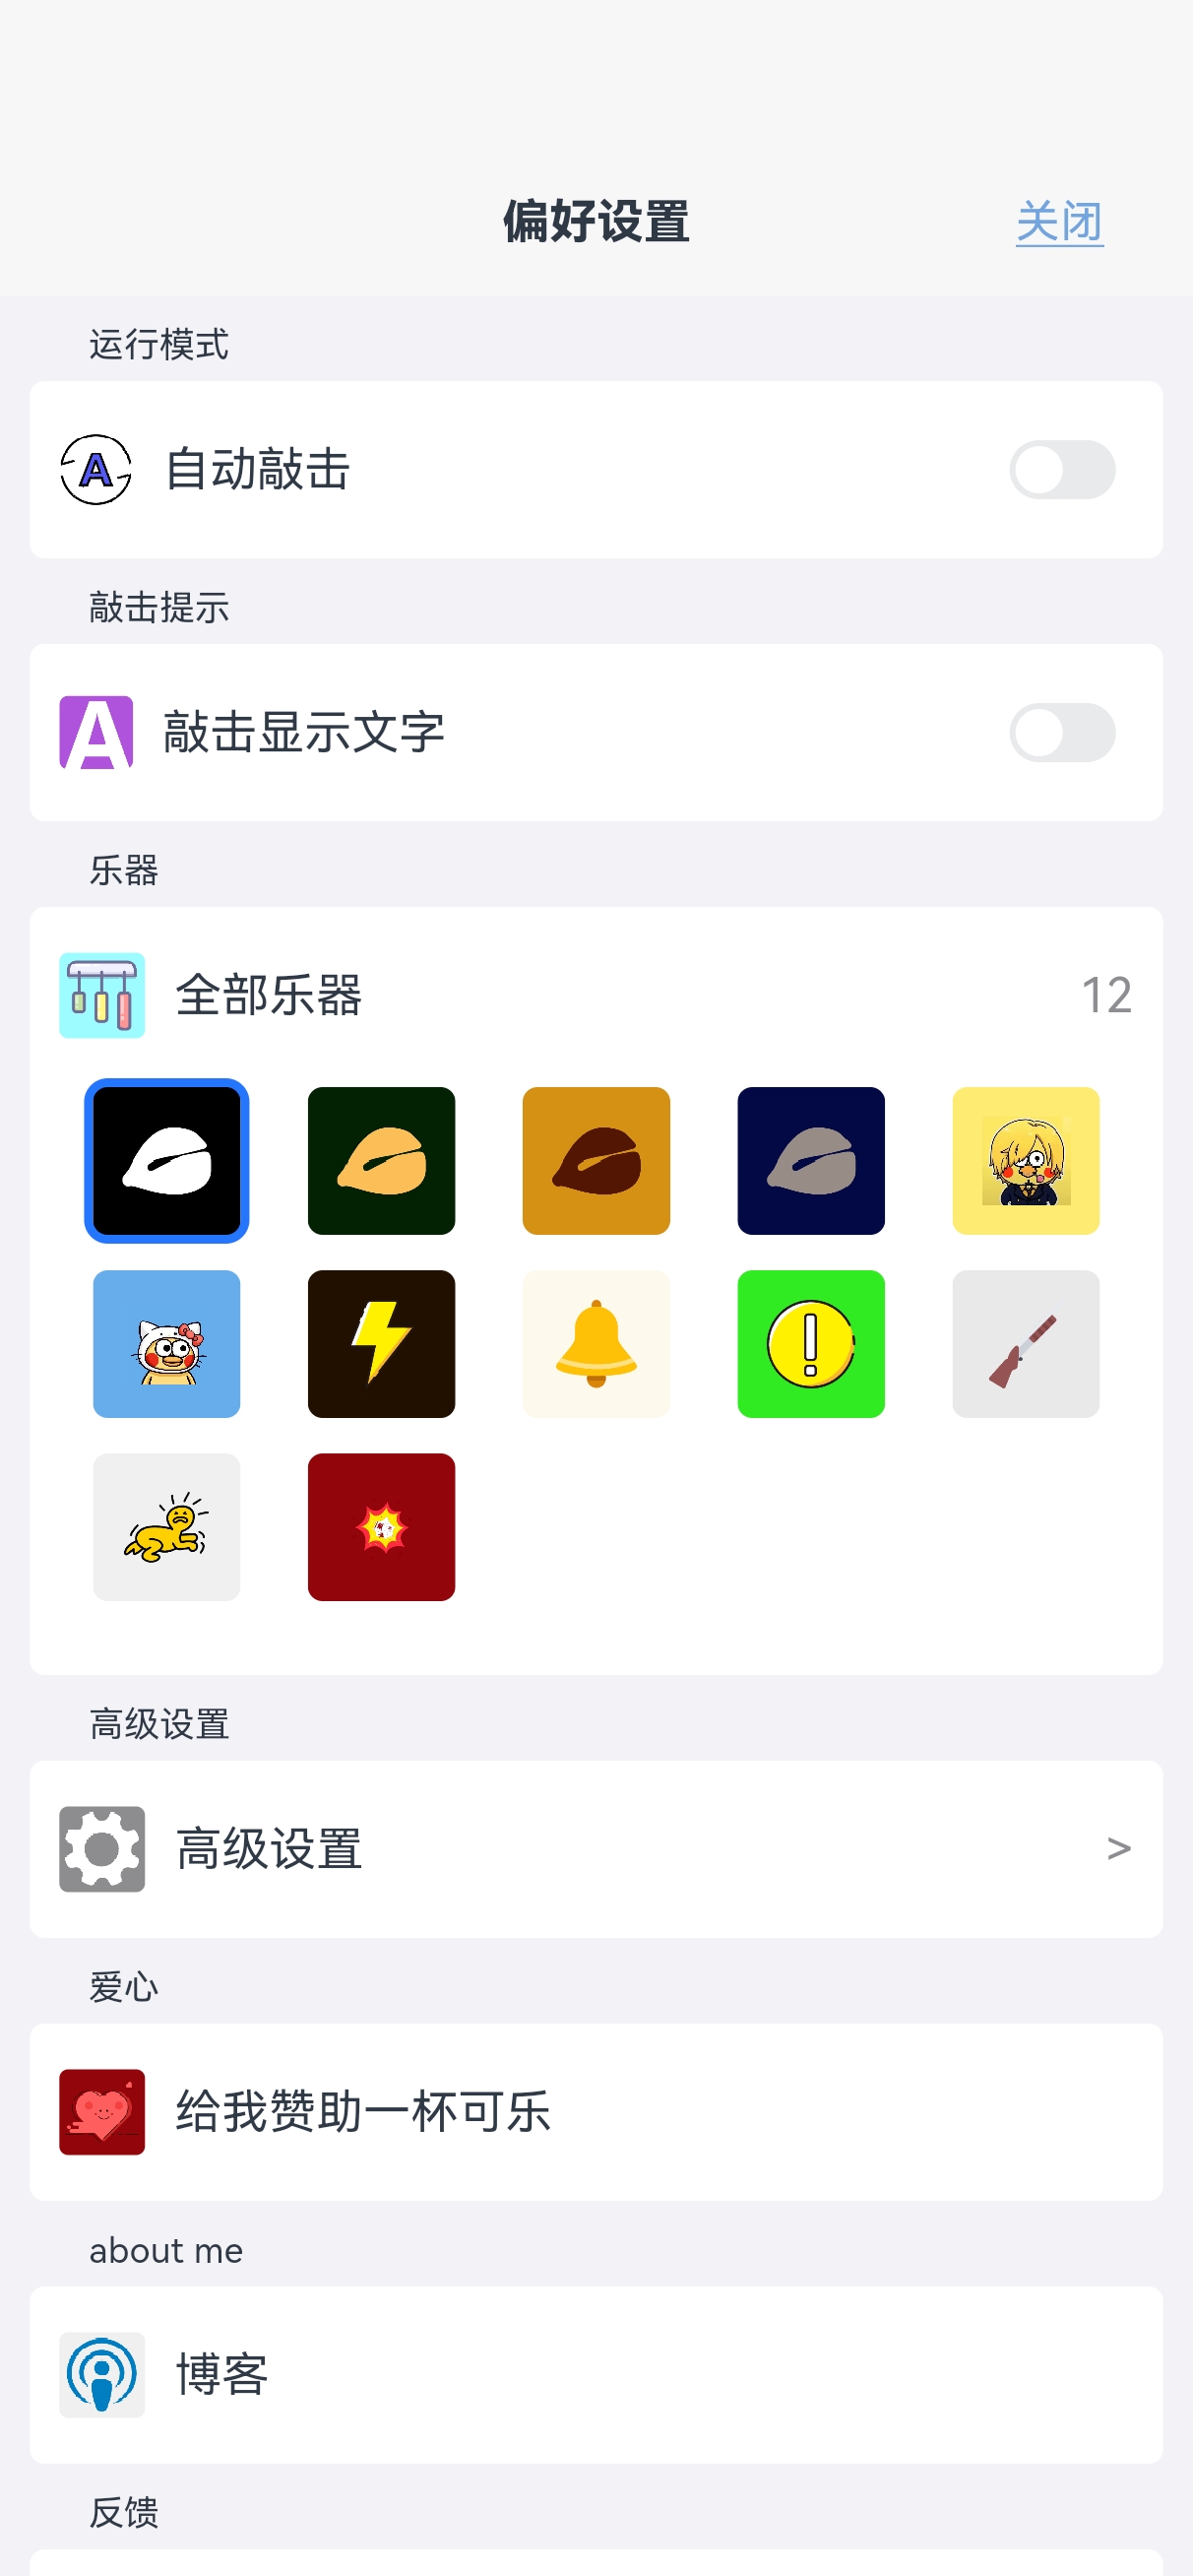 偏好设置
关闭
运行模式
自动敲击
敲击提示
敲击显示文字
乐器
全部乐器
12
高级设置
高级设置
>
爱心
给我赞助一杯可乐
about me
博客
反馈